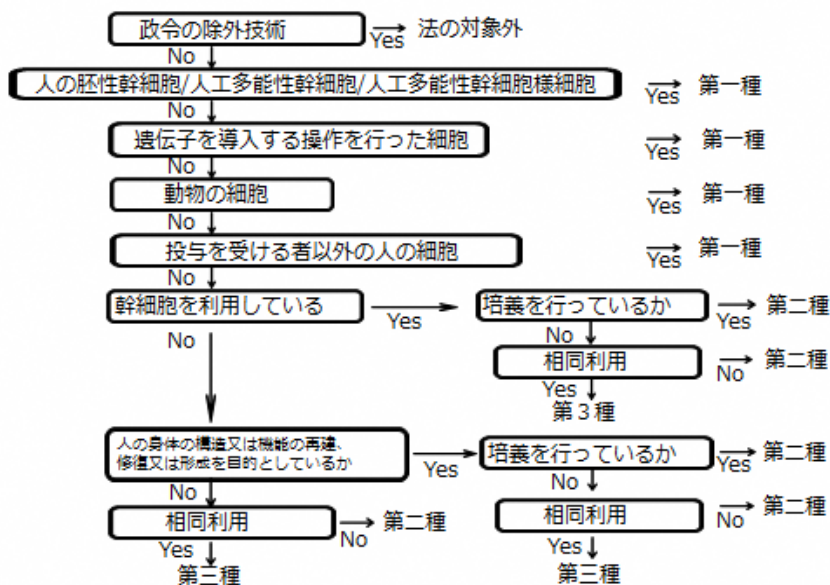 政令の除外技術
Yes
法の対象外
No
人の胚性幹細胞/人工多能性幹細胞/人工多能性幹細胞様細胞
Yes
第一種
No
遺伝子を導入する操作を行った細胞
Yes
第一種
No
動物の細胞
Yes
第一種
No
投与を受ける者以外の人の細胞
Yes
第一種
No
幹細胞を利用している
Yes
培義を行っているか
Yes
第二種
No
No
相同利用
No
第二種
Yes
第３種
人の身体の構造又は機能の再建、
修復又は形成を目的としているか
Yes
培義を行っているか
Yes
第二種
No
No
相同利用
No
第二種
相同利用
No
第二種
Yes
第三種
Yes
第三種